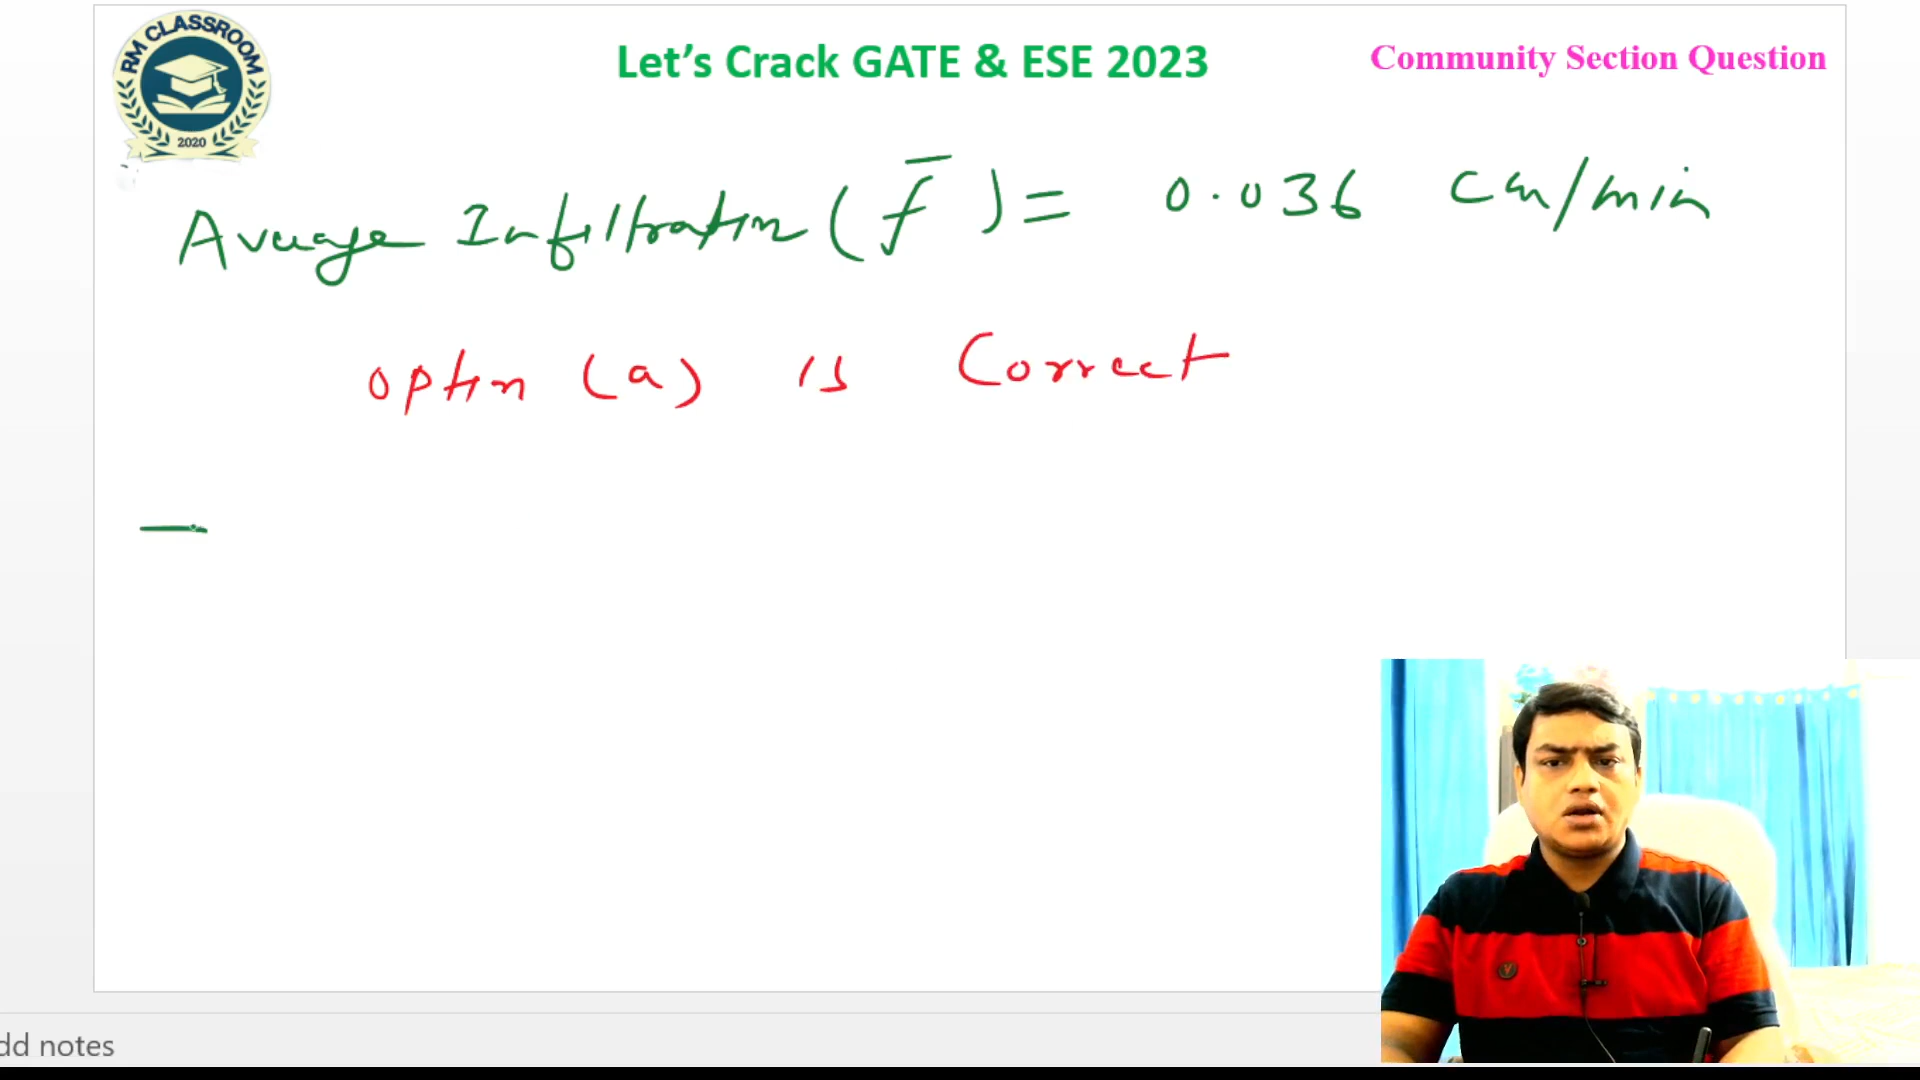 RM CLASSROOM
2020
Let's Crack GATE & ESE 2023
Community Section Question
Average Infiltration (f̅) = 0.036 cm/min
option (a) is Correct
dd notes